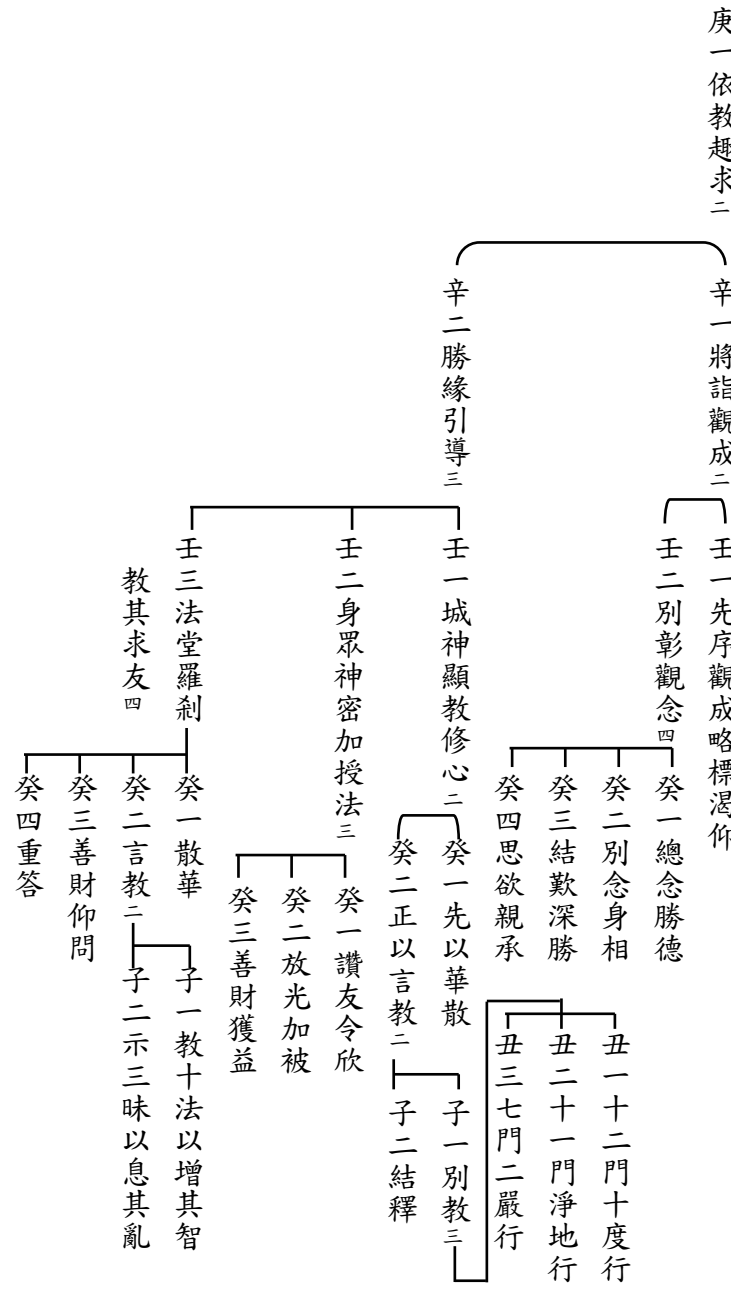 庚一依教趣求二
辛一將詣觀成二
壬一先序觀成略標渴仰
壬二別彰觀念四
癸一總念勝德
癸二別念身相
癸三結歎深勝
癸四思欲親承
辛二勝緣引導三
壬一城神顯教修心二
癸一先以華散
癸二正以言教二
子一別教三
丑一十二門十度行
丑二十一門淨地行
丑三七門二嚴行
子二結釋
壬二身眾神密加授法三
癸一讚友令欣
癸二放光加被
癸三善財獲益
壬三法堂羅剎
教其求友四
癸一散華
癸二言教二
子一教十法以增其智
子二示三昧以息其亂
癸三善財仰問
癸四重答